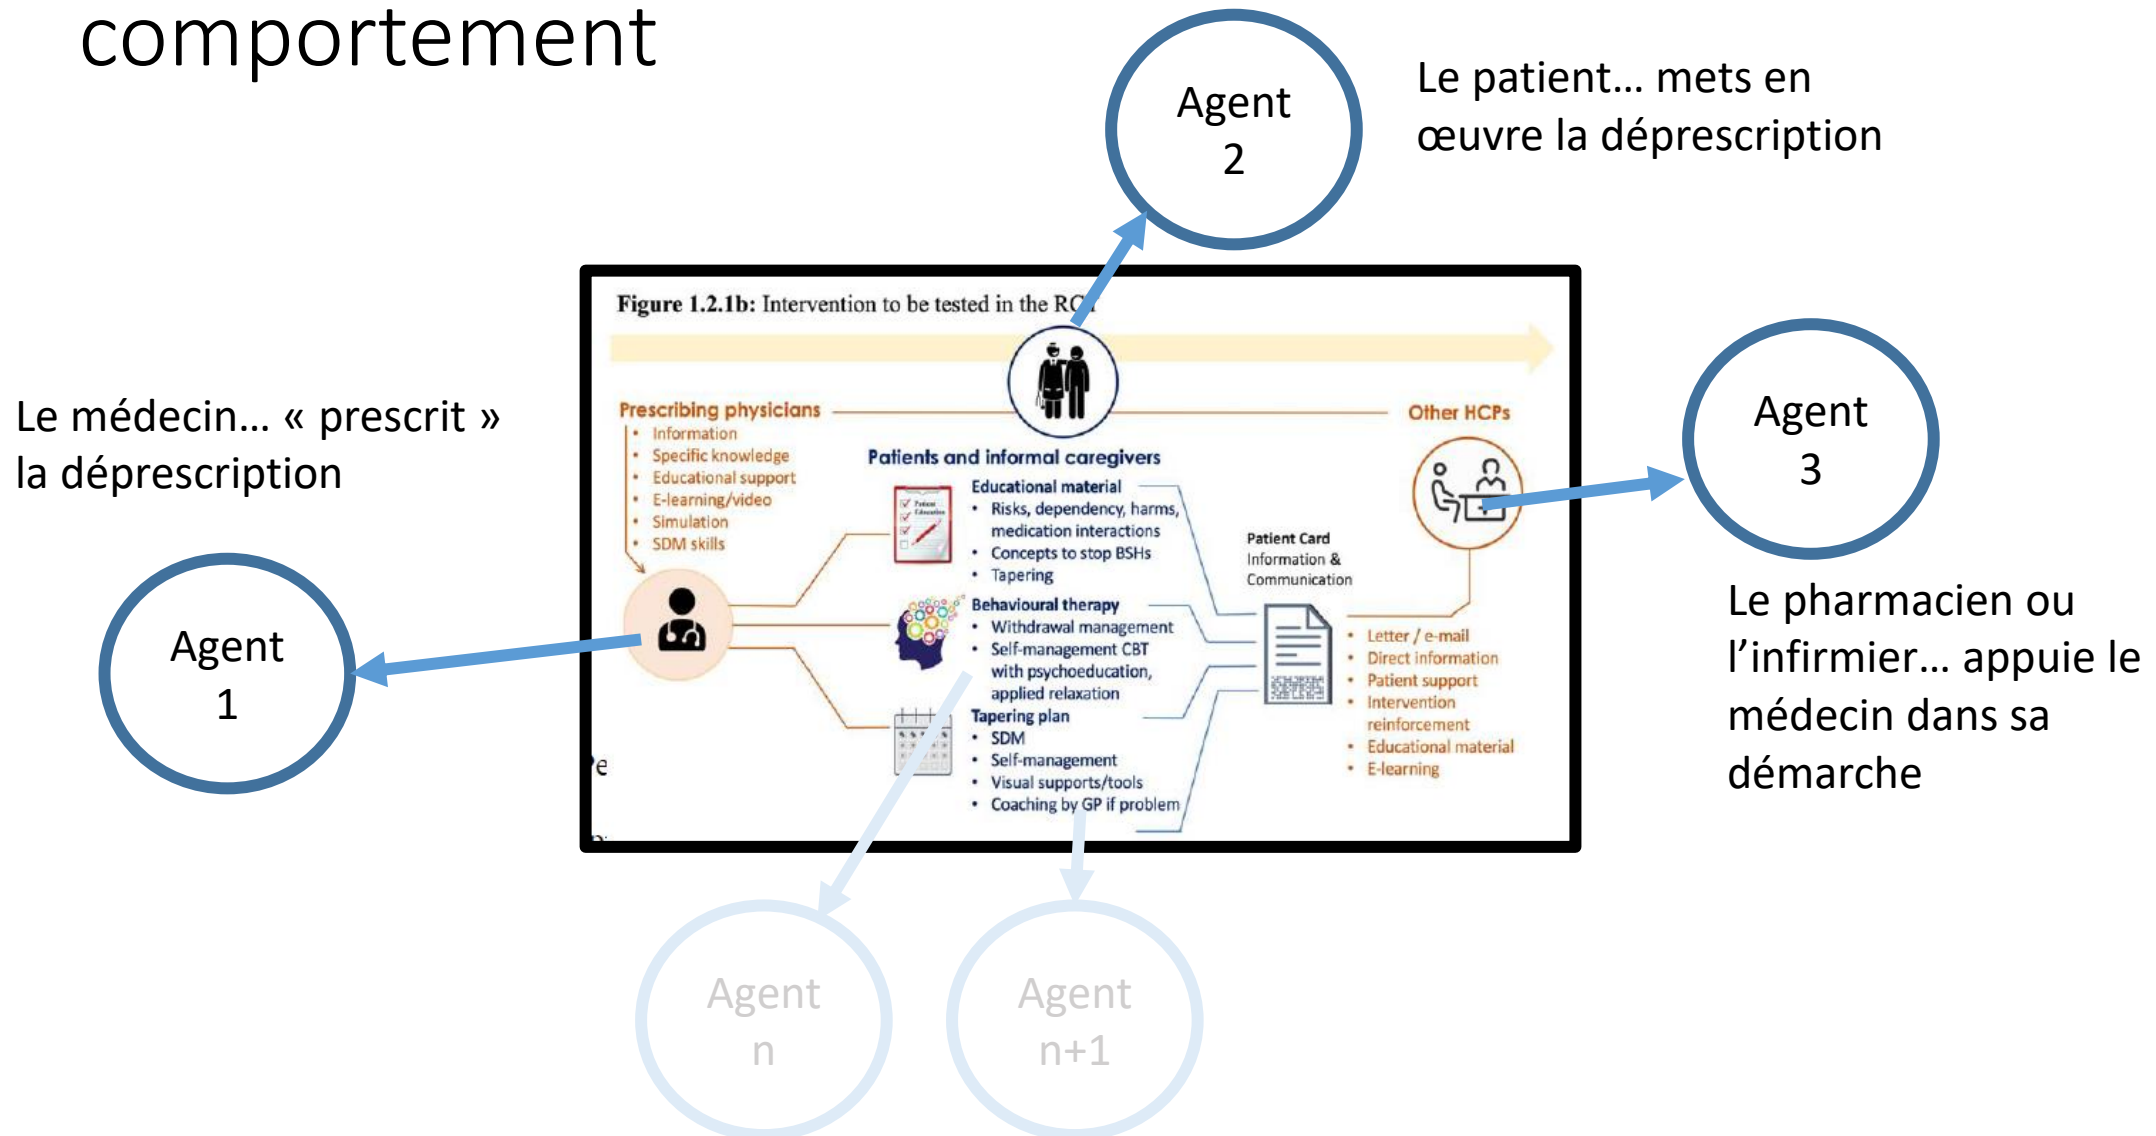 comportement
Agent
2
Le patient… mets en
œuvre la déprescription
Le médecin… « prescrit »
la déprescription
Agent
1
Figure 1.2.1b: Intervention to be tested in the
Prescribing physicians
• Information
• Specific knowledge
• Educational support
• E-learning/video
• Simulation
• SDM skills
Patients and informal caregivers
Patient
Education
Educational material
• Risks, dependency, harms,
medication interactions
• Concepts to stop BSHs
• Tapering
Behavioural therapy
• Withdrawal management
• Self-management CBT
with psychoeducation,
applied relaxation
Tapering plan
• SDM
• Self-management
• Visual supports/tools
• Coaching by GP if problem
Patient Card
Information &
Communication
Other HCPs
• Letter / e-mail
• Direct information
• Patient support
• Intervention
reinforcement
• Educational material
• E-learning
Agent
3
Le pharmacien ou
l’infirmier… appuie le
médecin dans sa
démarche
Agent
n
Agent
n+1